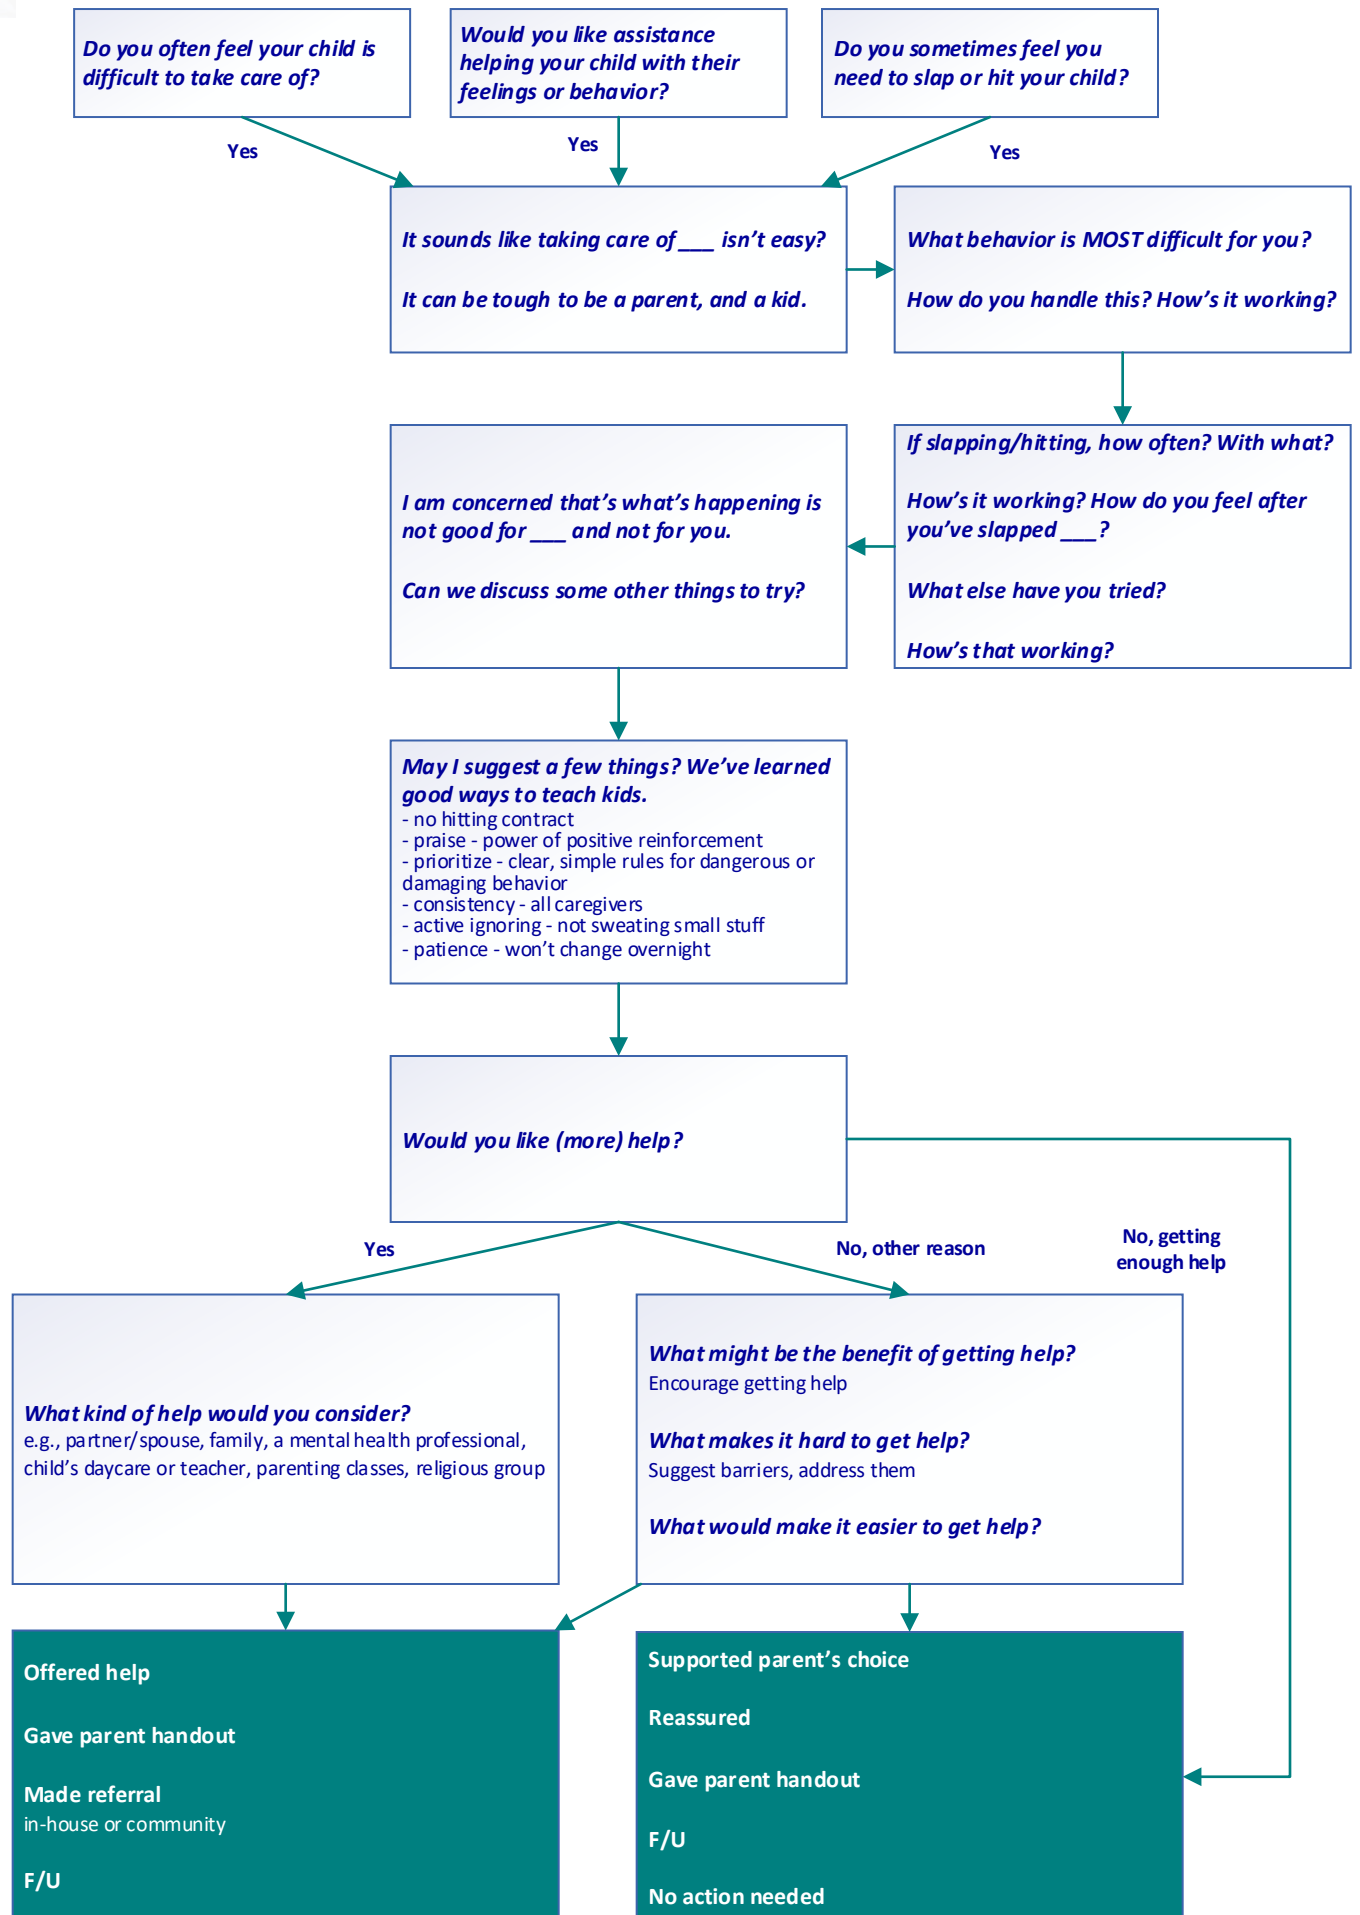 Do you often feel your child is
difficult to take care of?
Would you like assistance
helping your child with their
feelings or behavior?
Do you sometimes feel you
need to slap or hit your child?
Yes
Yes
Yes
It sounds like taking care of ___ isn't easy?
It can be tough to be a parent, and a kid.
What behavior is MOST difficult for you?
How do you handle this? How's it working?
If slapping/hitting, how often? With what?
How's it working? How do you feel after
you've slapped ___?
What else have you tried?
How's that working?
I am concerned that's what's happening is
not good for ___ and not for you.
Can we discuss some other things to try?
May I suggest a few things? We've learned
good ways to teach kids.
- no hitting contract
- praise - power of positive reinforcement
- prioritize - clear, simple rules for dangerous or
damaging behavior
- consistency - all caregivers
- active ignoring - not sweating small stuff
- patience - won't change overnight
Would you like (more) help?
Yes
No, other reason
No, getting
enough help
What kind of help would you consider?
e.g., partner/spouse, family, a mental health professional,
child's daycare or teacher, parenting classes, religious group
What might be the benefit of getting help?
Encourage getting help
What makes it hard to get help?
Suggest barriers, address them
What would make it easier to get help?
Offered help
Gave parent handout
Made referral
in-house or community
F/U
Supported parent's choice
Reassured
Gave parent handout
F/U
No action needed